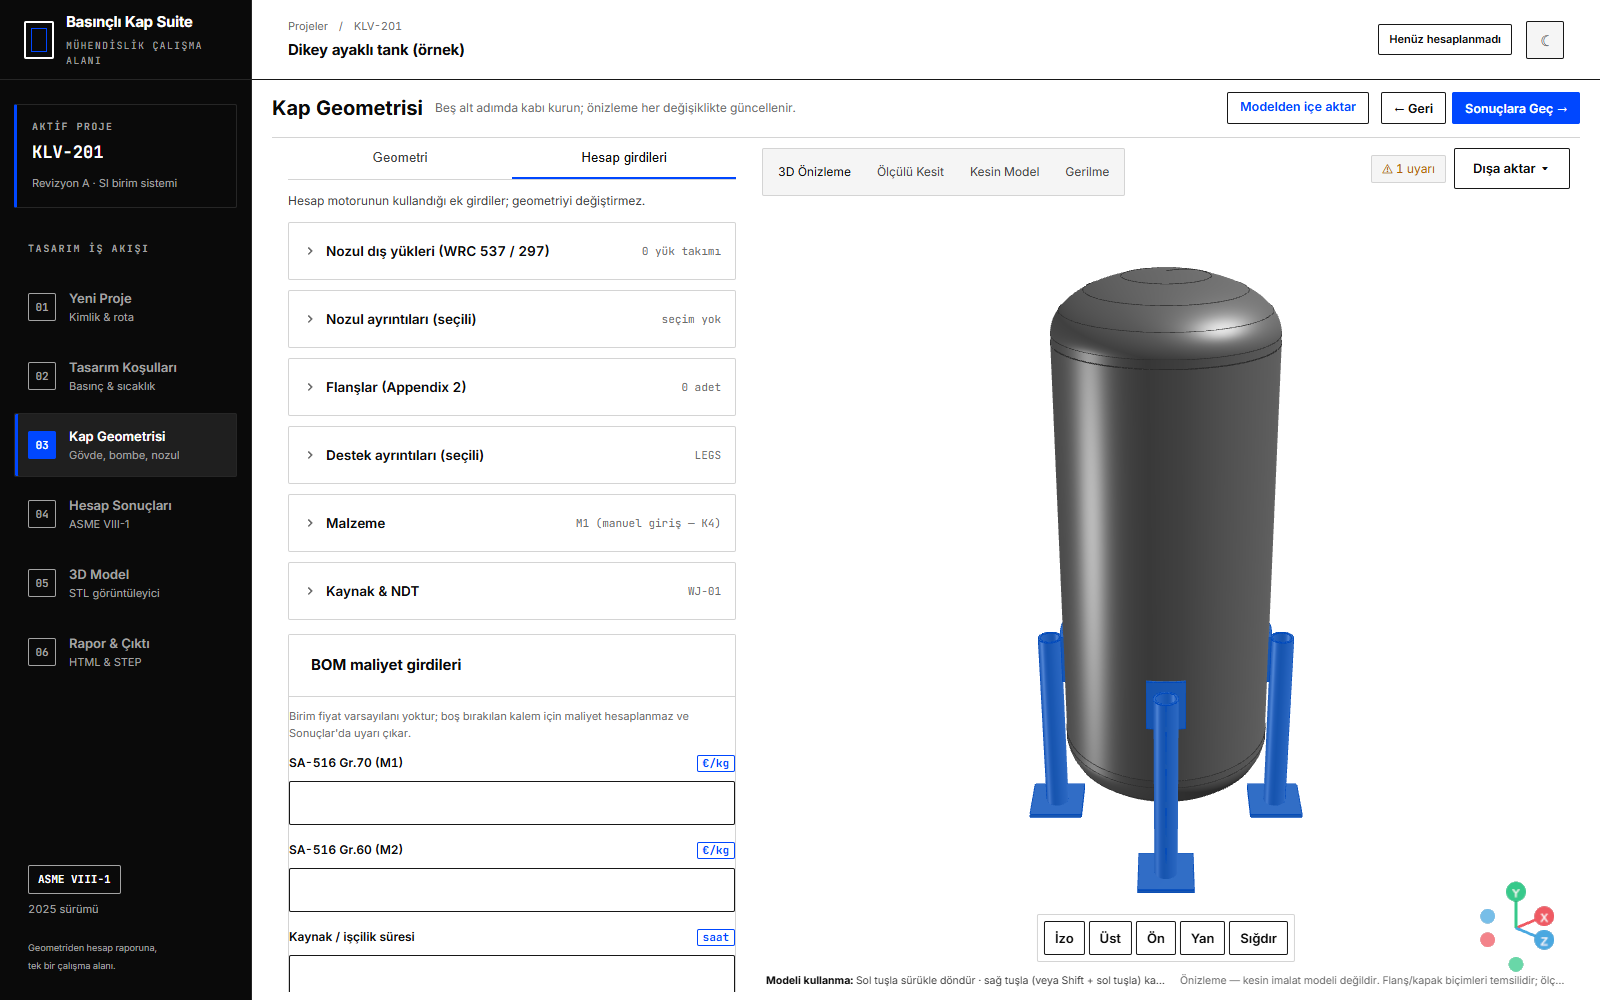 Basınçlı Kap Suite
MÜHENDİSLİK ÇALIŞMA
ALANI
AKTİF PROJE
KLV-201
Revizyon A · SI birim sistemi
TASARIM İŞ AKIŞI
01
Yeni Proje
Kimlik & rota
02
Tasarım Koşulları
Basınç & sıcaklık
03
Kap Geometrisi
Gövde, bombe, nozul
04
Hesap Sonuçları
ASME VIII-1
05
3D Model
STL görüntüleyici
06
Rapor & Çıktı
HTML & STEP
ASME VIII-1
2025 sürümü
Geometriden hesap raporuna,
tek bir çalışma alanı.
Projeler / KLV-201
Dikey ayaklı tank (örnek)
Henüz hesaplanmadı
Kap Geometrisi
Beş alt adımda kabı kurun; önizleme her değişiklikte güncellenir.
Modelden içe aktar
← Geri
Sonuçlara Geç →
Geometri
Hesap girdileri
Hesap motorunun kullandığı ek girdiler; geometriyi değiştirmez.
Nozul dış yükleri (WRC 537 / 297)
0 yük takımı
Nozul ayrıntıları (seçili)
seçim yok
Flanşlar (Appendix 2)
0 adet
Destek ayrıntıları (seçili)
LEGS
Malzeme
M1 (manuel giriş — K4)
Kaynak & NDT
WJ-01
BOM maliyet girdileri
Birim fiyat varsayılanı yoktur; boş bırakılan kalem için maliyet hesaplanmaz ve
Sonuçlar'da uyarı çıkar.
SA-516 Gr.70 (M1)
€/kg
SA-516 Gr.60 (M2)
€/kg
Kaynak / işçilik süresi
saat
3D Önizleme
Ölçülü Kesit
Kesin Model
Gerilme
⚠ 1 uyarı
Dışa aktar
Y
X
Z
İzo
Üst
Ön
Yan
Sığdır
Modeli kullanma: Sol tuşla sürükle döndür · sağ tuşla (veya Shift + sol tuşla) ka...
Önizleme — kesin imalat modeli değildir. Flanş/kapak biçimleri temsilidir; ölç...